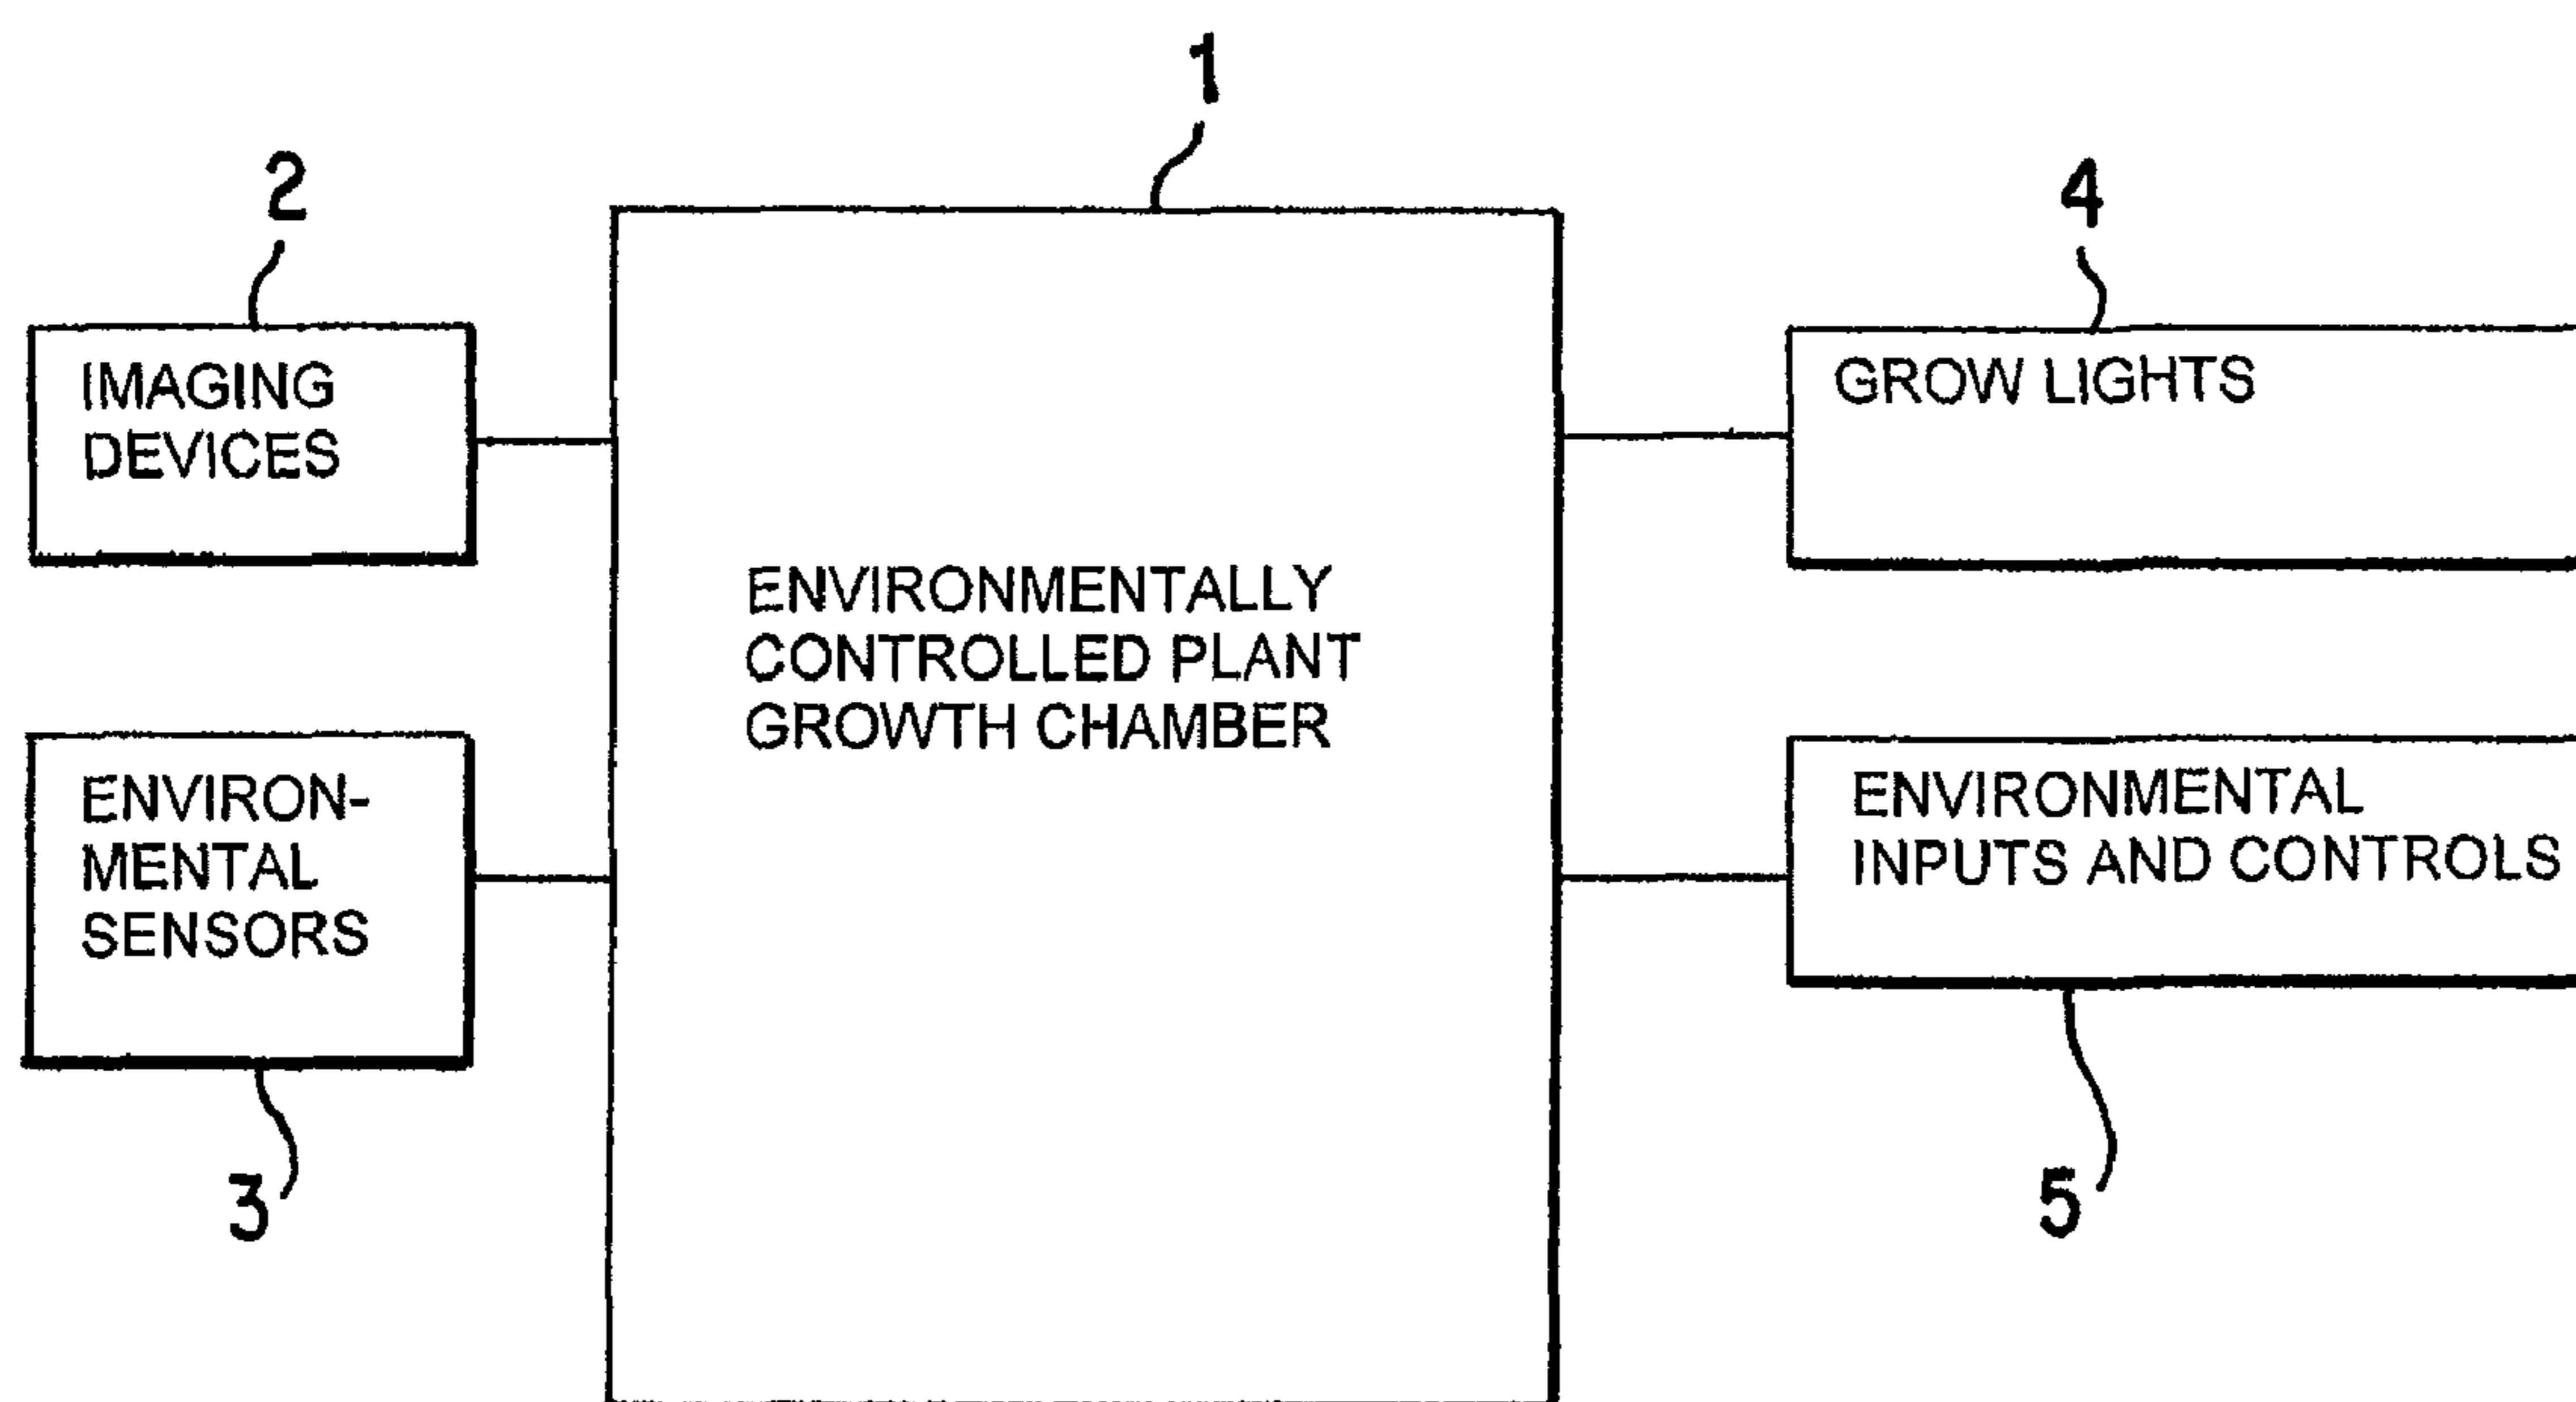 1
2
4
IMAGING
DEVICES
GROW LIGHTS
ENVIRONMENTALLY
CONTROLLED PLANT
GROWTH CHAMBER
ENVIRON-
MENTAL
SENSORS
ENVIRONMENTAL
INPUTS AND CONTROLS
3
5